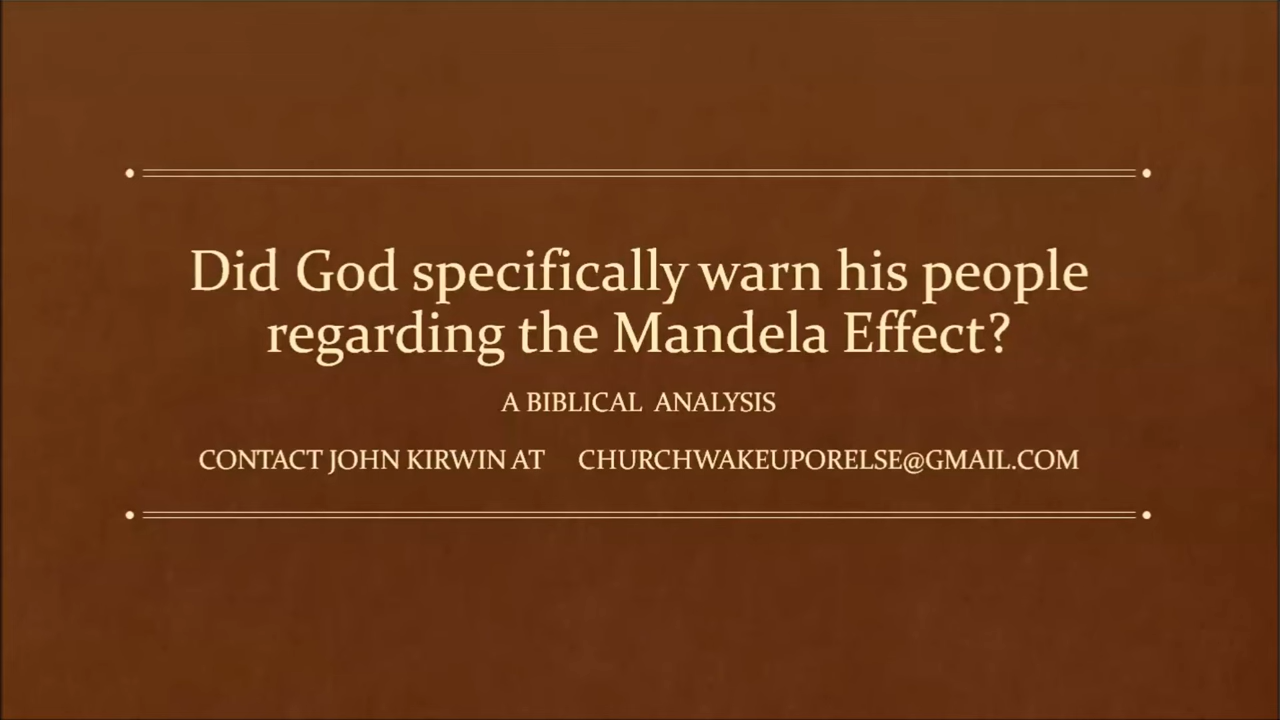 Did God specifically warn his people
regarding the Mandela Effect?
A BIBLICAL ANALYSIS
CONTACT JOHN KIRWIN AT CHURCHWAKEUPORELSE@GMAIL.COM